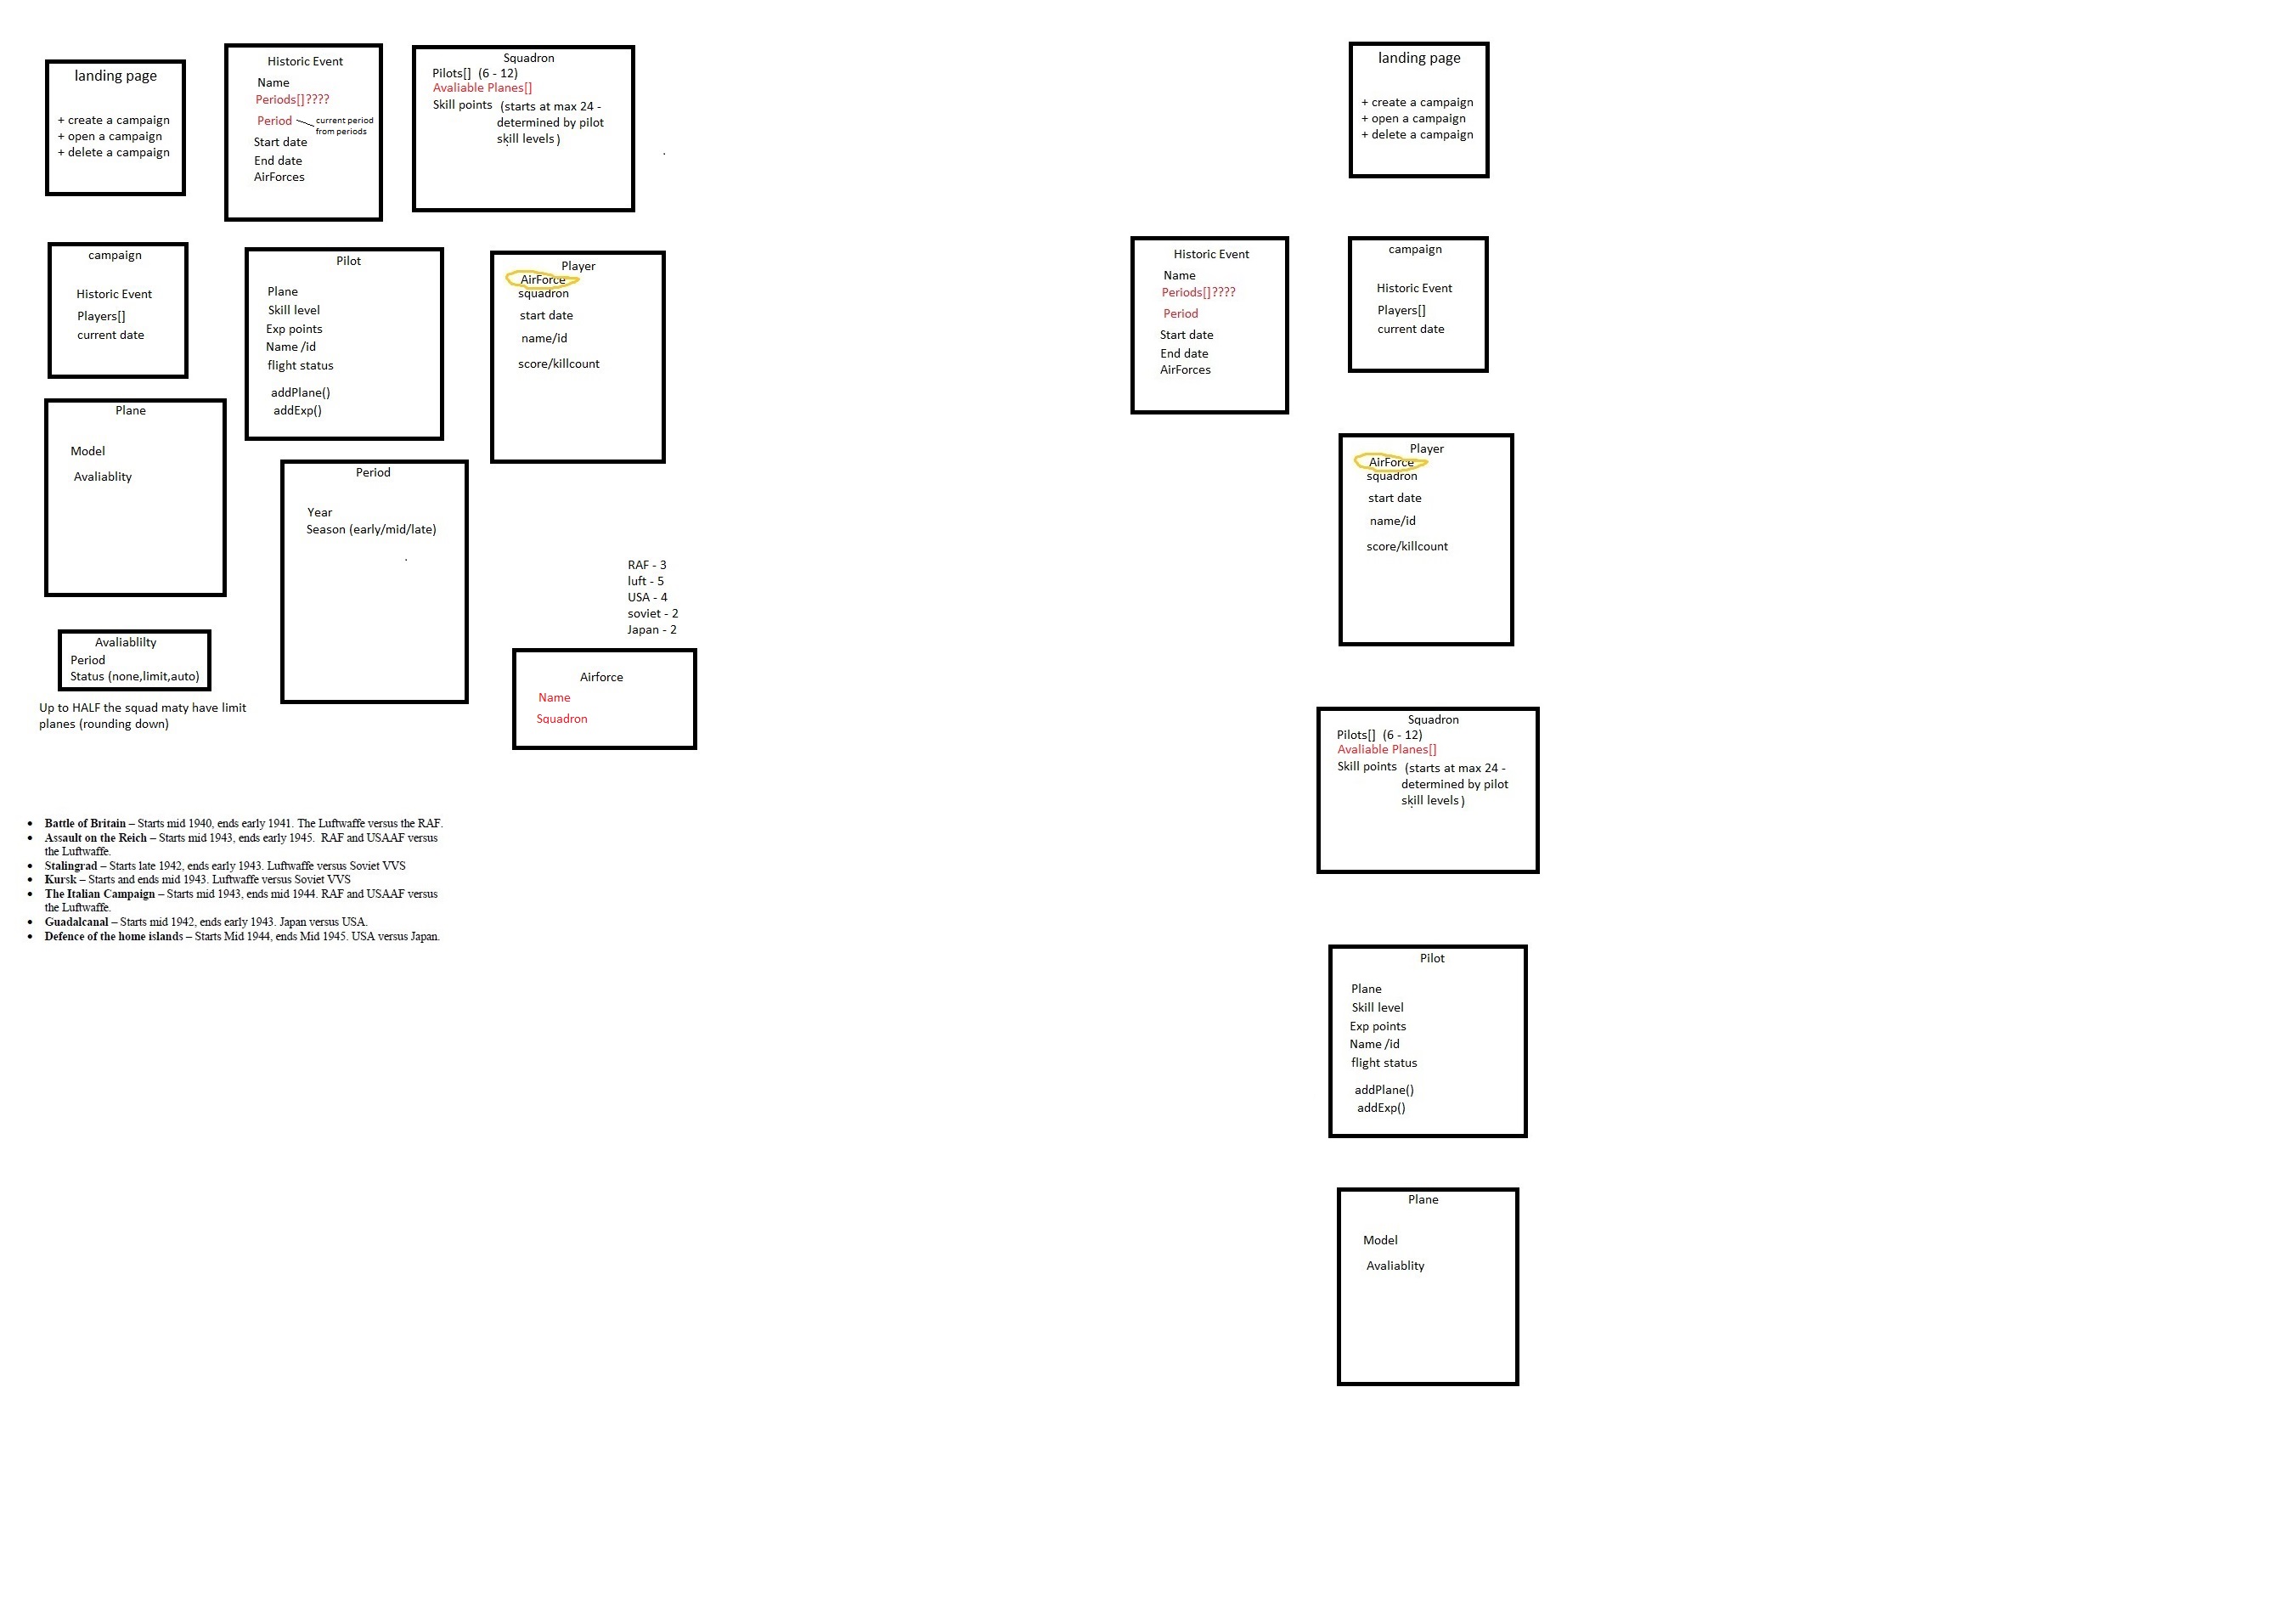 landing page
+ create a campaign
+ open a campaign
+ delete a campaign
Historic Event
Name
Periods[]????
Period
current period
from periods
Start date
End date
AirForces
Squadron
Pilots[] (6 - 12)
Avaliable Planes[]
Skill points (starts at max 24 -
determined by pilot
skill levels )
campaign
Historic Event
Players[]
current date
Pilot
Plane
Skill level
Exp points
Name /id
flight status
addPlane()
addExp()
Player
AirForce
squadron
start date
name/id
score/killcount
Plane
Model
Avaliablity
Period
Year
Season (early/mid/late)
RAF - 3
luft - 5
USA - 4
soviet - 2
Japan - 2
Avaliablilty
Period
Status (none,limit,auto)
Up to HALF the squad maty have limit
planes (rounding down)
Airforce
Name
Squadron
• Battle of Britain – Starts mid 1940, ends early 1941. The Luftwaffe versus the RAF.
• Assault on the Reich – Starts mid 1943, ends early 1945. RAF and USAAF versus
the Luftwaffe.
• Stalingrad – Starts late 1942, ends early 1943. Luftwaffe versus Soviet VVS
• Kursk – Starts and ends mid 1943. Luftwaffe versus Soviet VVS
• The Italian Campaign – Starts mid 1943, ends mid 1944. RAF and USAAF versus
the Luftwaffe.
• Guadalcanal – Starts mid 1942, ends early 1943. Japan versus USA.
• Defence of the home islands – Starts Mid 1944, ends Mid 1945. USA versus Japan.
landing page
+ create a campaign
+ open a campaign
+ delete a campaign
Historic Event
Name
Periods[]????
Period
Start date
End date
AirForces
campaign
Historic Event
Players[]
current date
Player
AirForce
squadron
start date
name/id
score/killcount
Squadron
Pilots[] (6 - 12)
Avaliable Planes[]
Skill points (starts at max 24 -
determined by pilot
skill levels )
Pilot
Plane
Skill level
Exp points
Name /id
flight status
addPlane()
addExp()
Plane
Model
Avaliablity